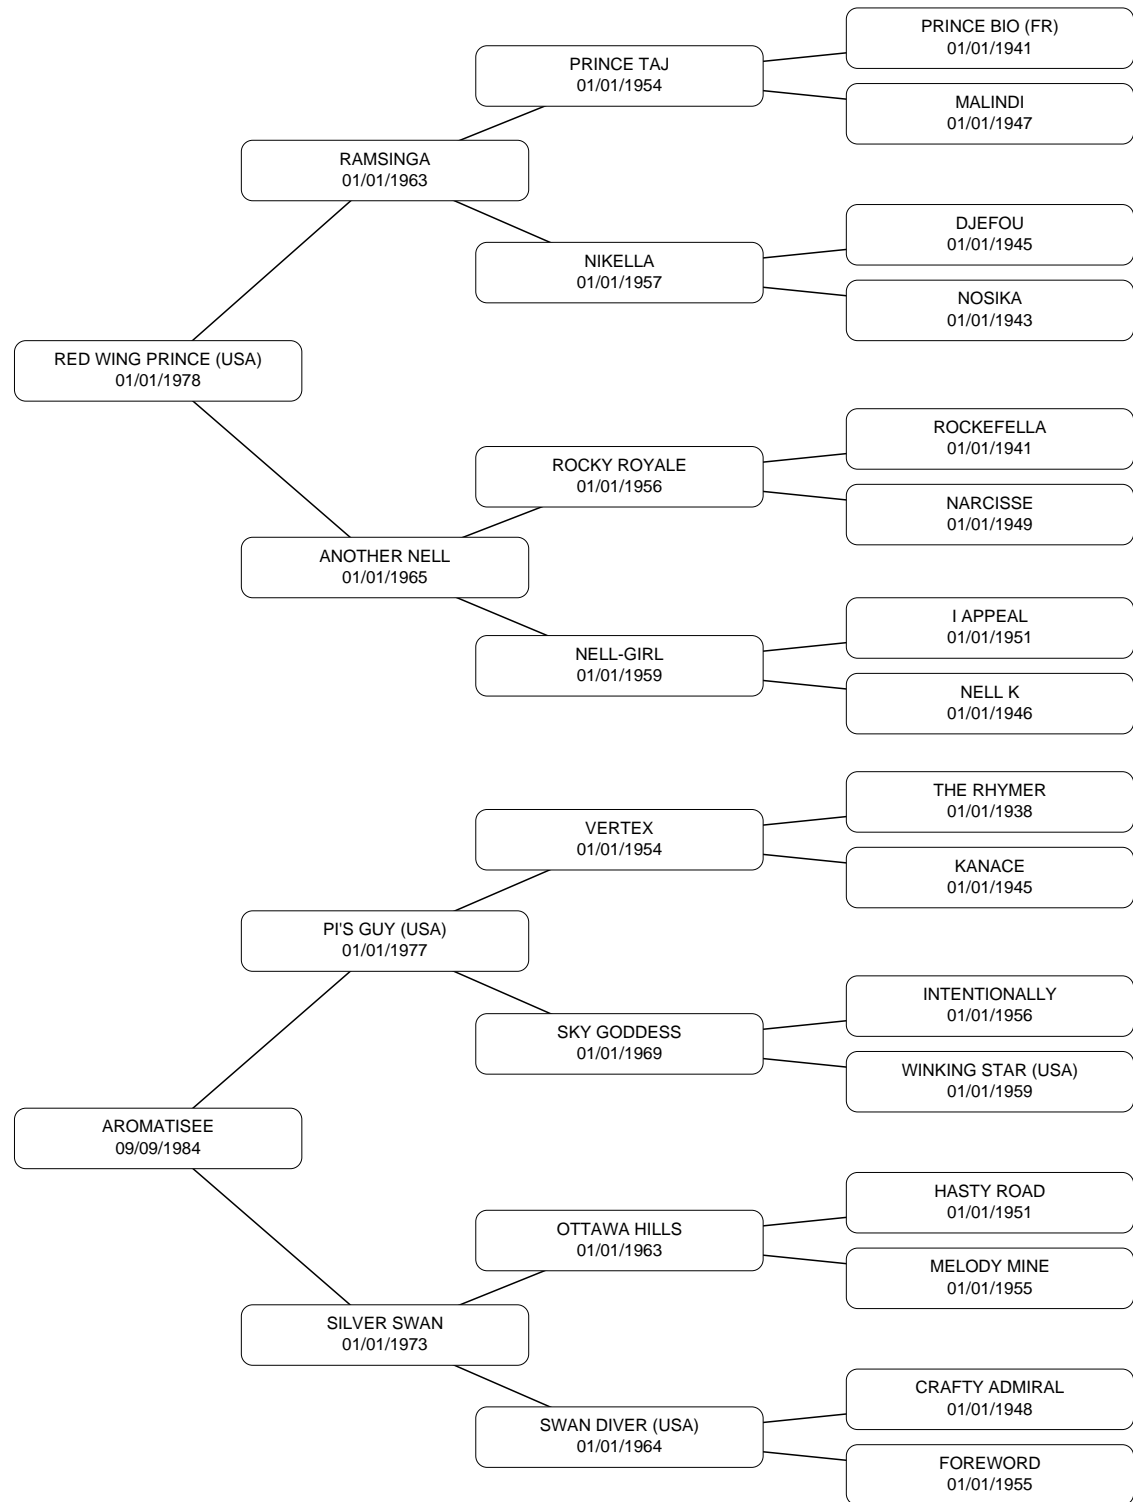 PRINCE BIO (FR)
01/01/1941
PRINCE TAJ
01/01/1954
MALINDI
01/01/1947
RAMSINGA
01/01/1963
DJEFOU
01/01/1945
NIKELLA
01/01/1957
NOSIKA
01/01/1943
RED WING PRINCE (USA)
01/01/1978
ROCKEFELLA
01/01/1941
ROCKY ROYALE
01/01/1956
NARCISSE
01/01/1949
ANOTHER NELL
01/01/1965
I APPEAL
01/01/1951
NELL-GIRL
01/01/1959
NELL K
01/01/1946
THE RHYMER
01/01/1938
VERTEX
01/01/1954
KANACE
01/01/1945
PI'S GUY (USA)
01/01/1977
INTENTIONALLY
01/01/1956
SKY GODDESS
01/01/1969
WINKING STAR (USA)
01/01/1959
AROMATISEE
09/09/1984
HASTY ROAD
01/01/1951
OTTAWA HILLS
01/01/1963
MELODY MINE
01/01/1955
SILVER SWAN
01/01/1973
CRAFTY ADMIRAL
01/01/1948
SWAN DIVER (USA)
01/01/1964
FOREWORD
01/01/1955